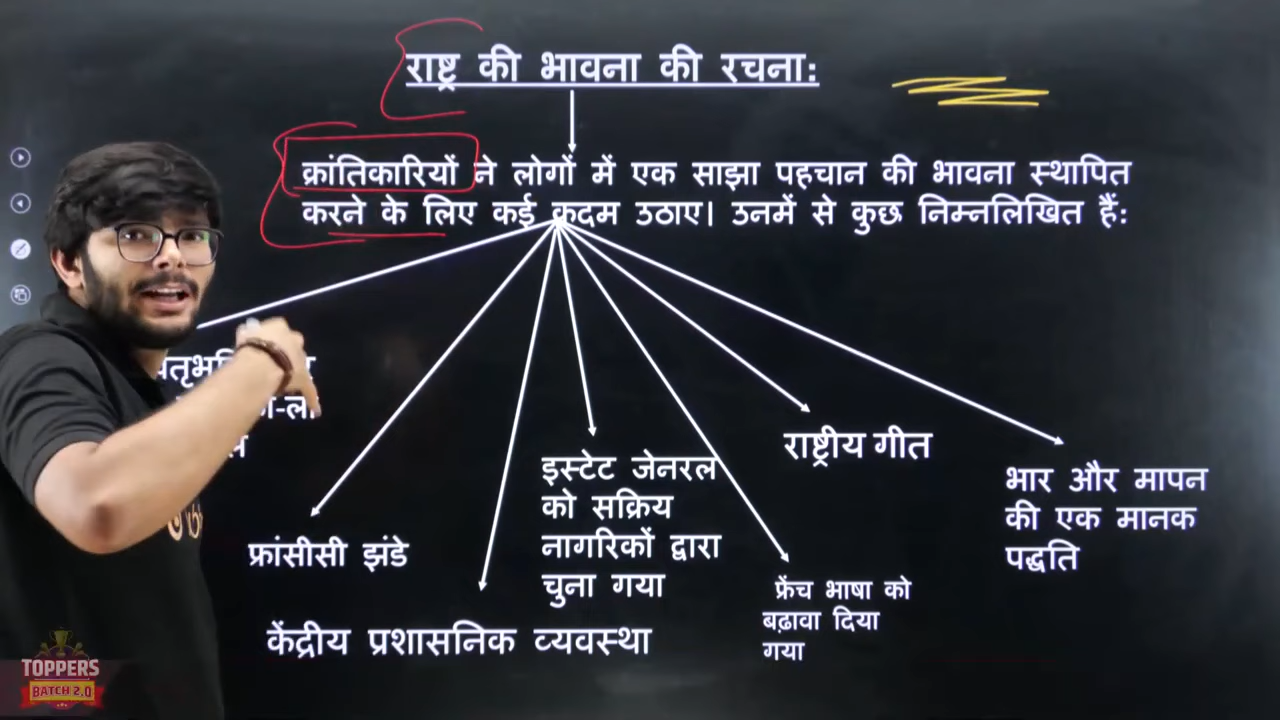 राष्ट्र की भावना की रचना:
क्रांतिकारियों ने लोगों में एक साझा पहचान की भावना स्थापित
करने के लिए कई कदम उठाए। उनमें से कुछ निम्नलिखित हैं:
फ्रांसीसी झंडे
केंद्रीय प्रशासनिक व्यवस्था
इस्टेट जेनरल
को सक्रिय
नागरिकों द्वारा
चुना गया
फ्रेंच भाषा को
बढ़ावा दिया
गया
राष्ट्रीय गीत
भार और मापन
की एक मानक
पद्धति
TOPPERS
BATCH 2.0